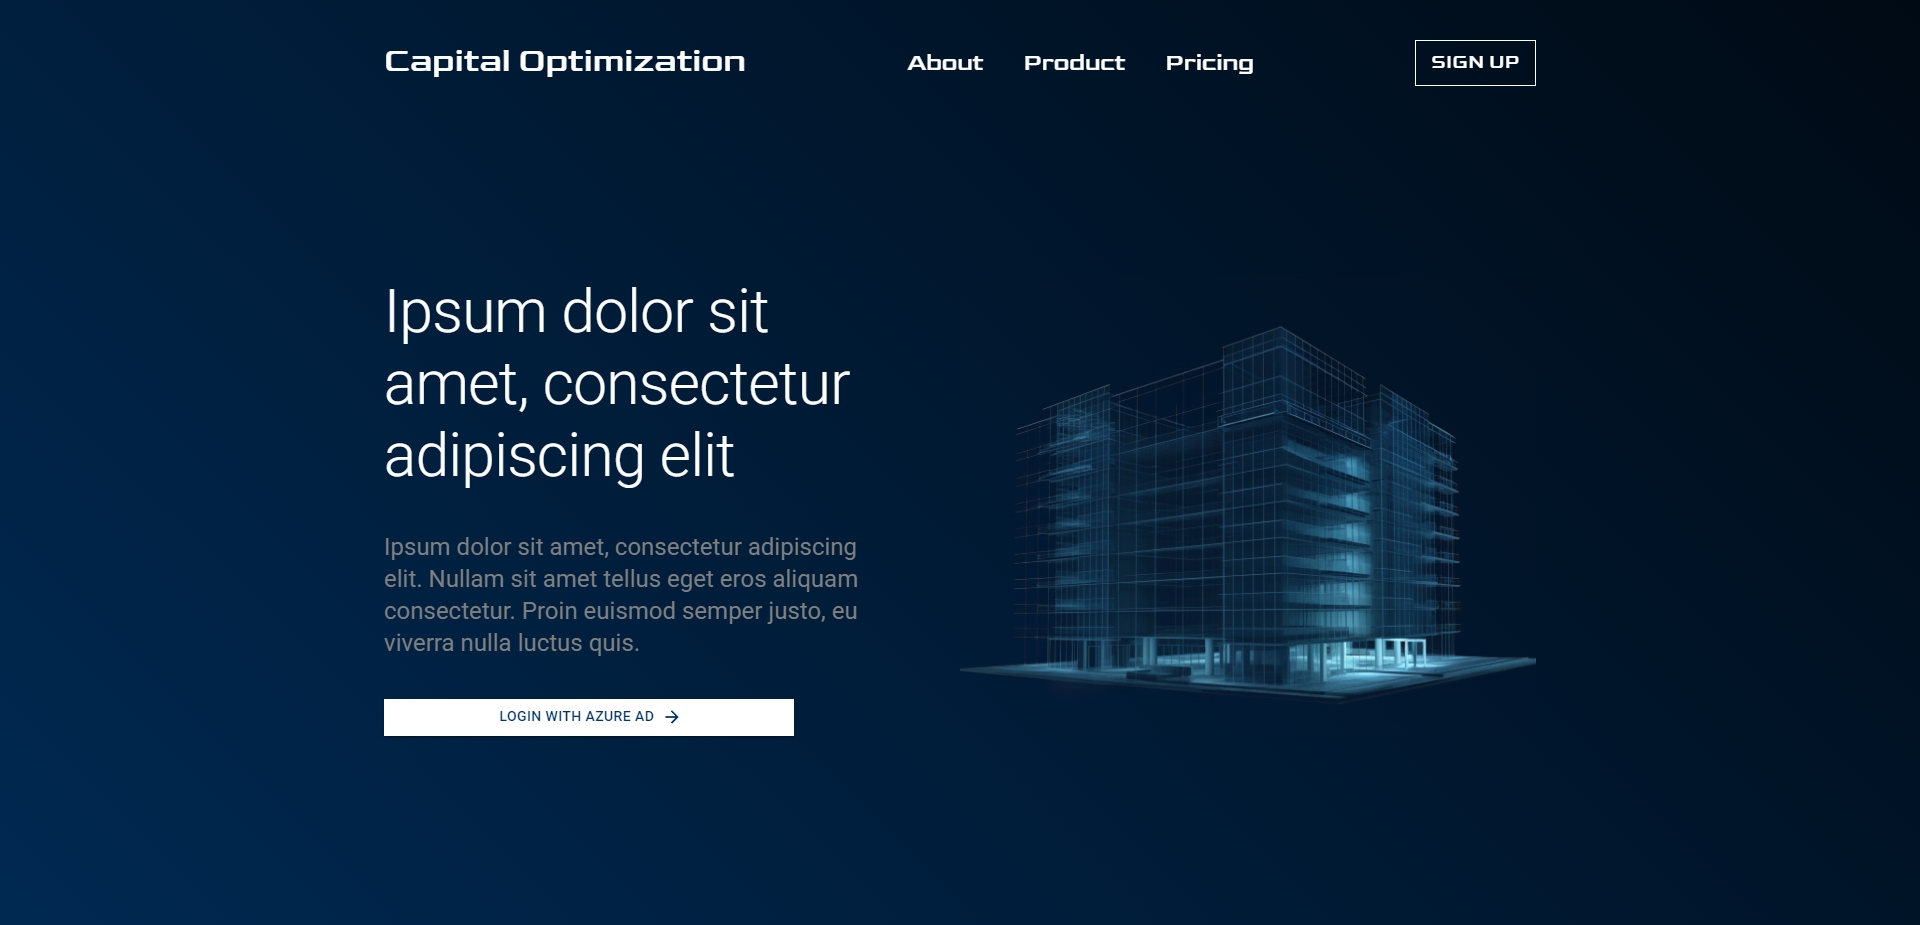 Capital Optimization
About
Product
Pricing
SIGN UP
Ipsum dolor sit
amet, consectetur
adipiscing elit
Ipsum dolor sit amet, consectetur adipiscing
elit. Nullam sit amet tellus eget eros aliquam
consectetur. Proin euismod semper justo, eu
viverra nulla luctus quis.
LOGIN WITH AZURE AD